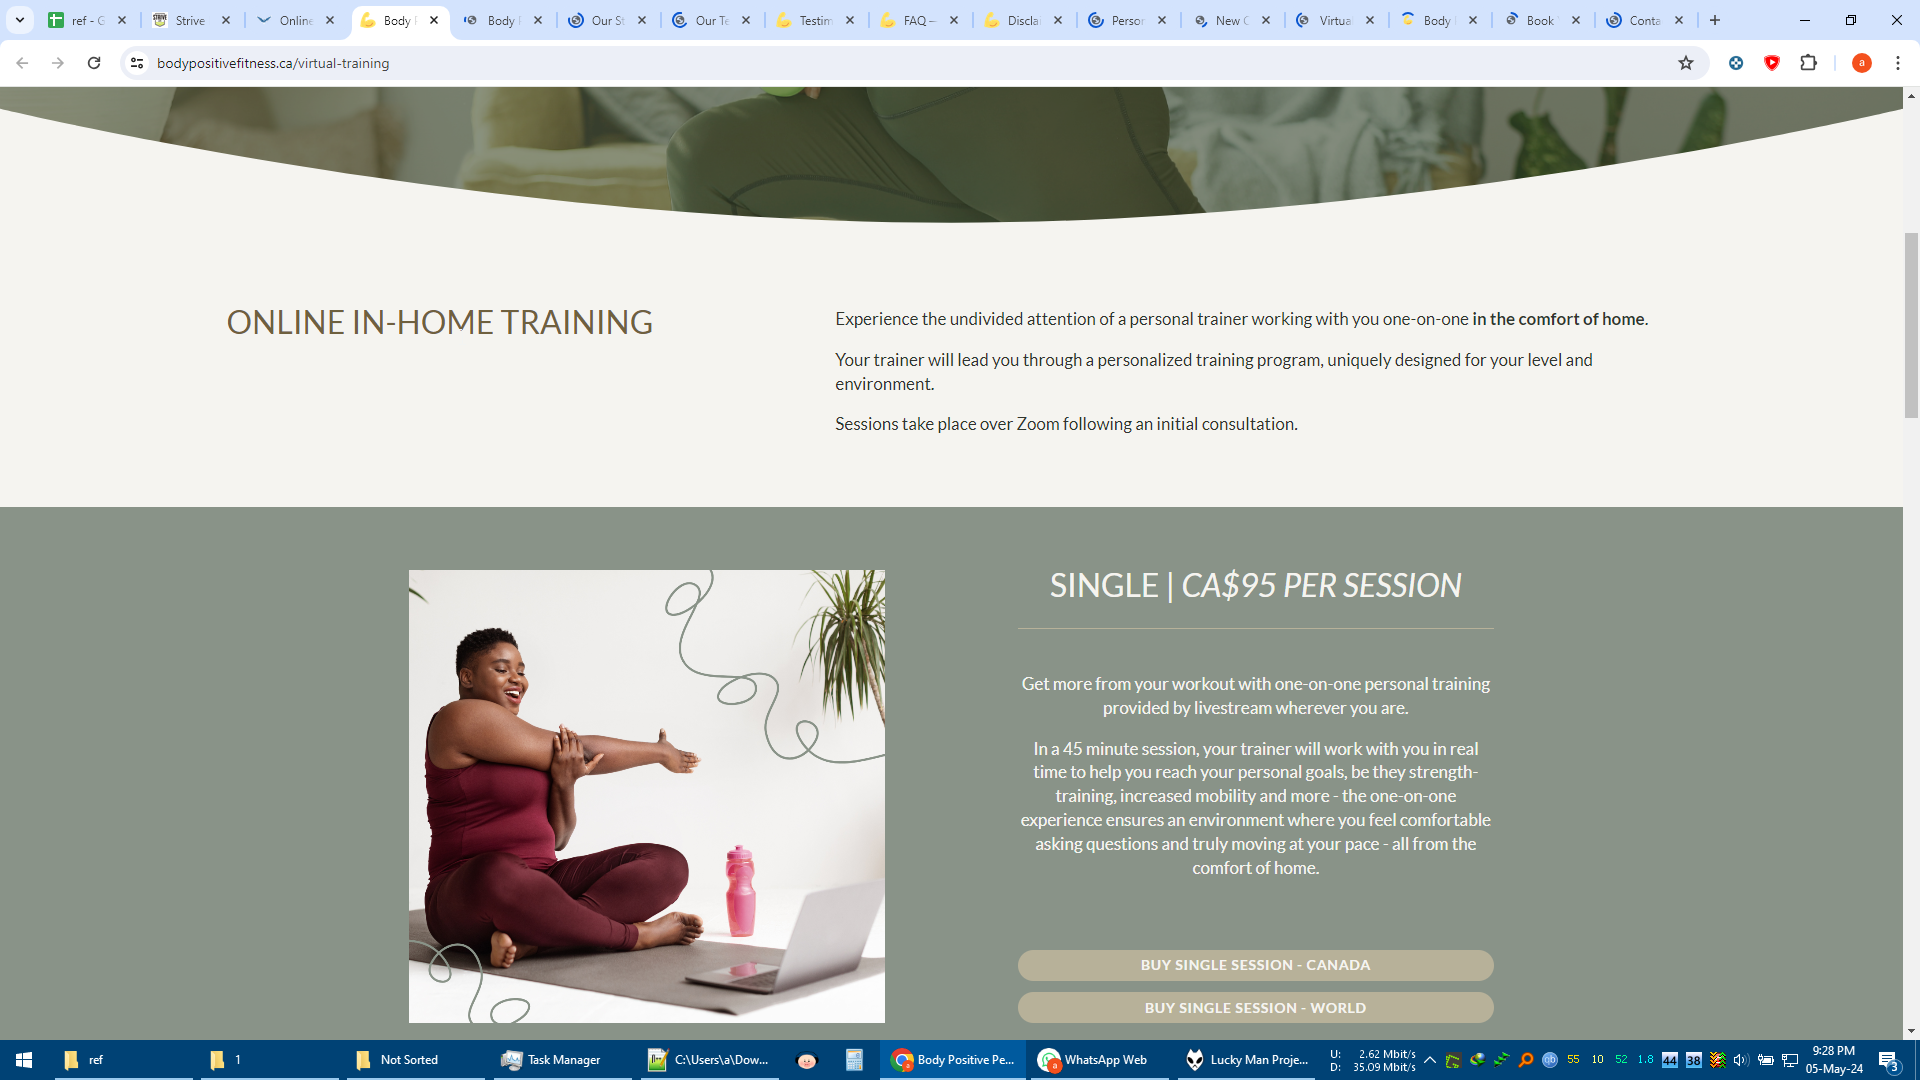 ref - G
Strive
Online
Body
Body
Our St
Our Te
Testim
FAQ —
Disclai
Person
New C
Virtua
Body
Book
Conta
bodypositivefitness.ca/virtual-training
a
ONLINE IN-HOME TRAINING
Experience the undivided attention of a personal trainer working with you one-on-one in the comfort of home.
Your trainer will lead you through a personalized training program, uniquely designed for your level and
environment.
Sessions take place over Zoom following an initial consultation.
SINGLE | CA$95 PER SESSION
Get more from your workout with one-on-one personal training
provided by livestream wherever you are.
In a 45 minute session, your trainer will work with you in real
time to help you reach your personal goals, be they strength-
training, increased mobility and more - the one-on-one
experience ensures an environment where you feel comfortable
asking questions and truly moving at your pace - all from the
comfort of home.
BUY SINGLE SESSION - CANADA
BUY SINGLE SESSION - WORLD
ref
1
Not Sorted
Task Manager
C:\Users\a\Dow...
Body Positive Pe...
WhatsApp Web
Lucky Man Proje...
U: 2.62 Mbit/s
D: 35.09 Mbit/s
qb
55
10
52
1.8
44
38
9:28 PM
05-May-24
3